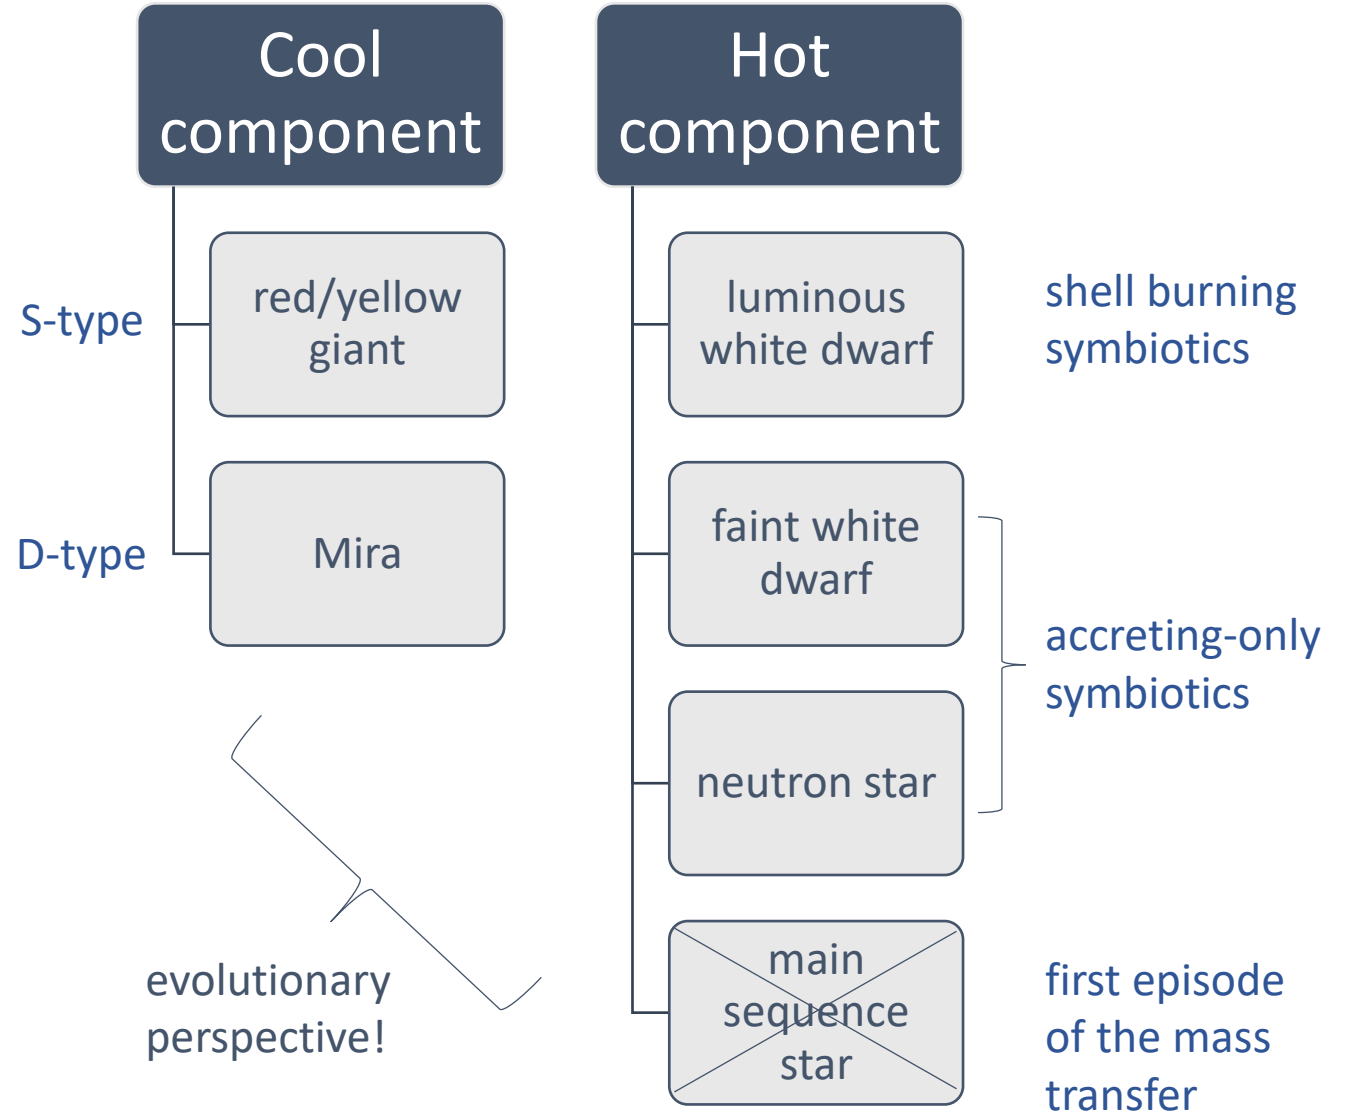 Cool
component
Hot
component
S-type
red/yellow
giant
luminous
white dwarf
shell burning
symbiotics
D-type
Mira
faint white
dwarf
accreting-only
symbiotics
neutron star
evolutionary
perspective!
main
sequence
star
first episode
of the mass
transfer